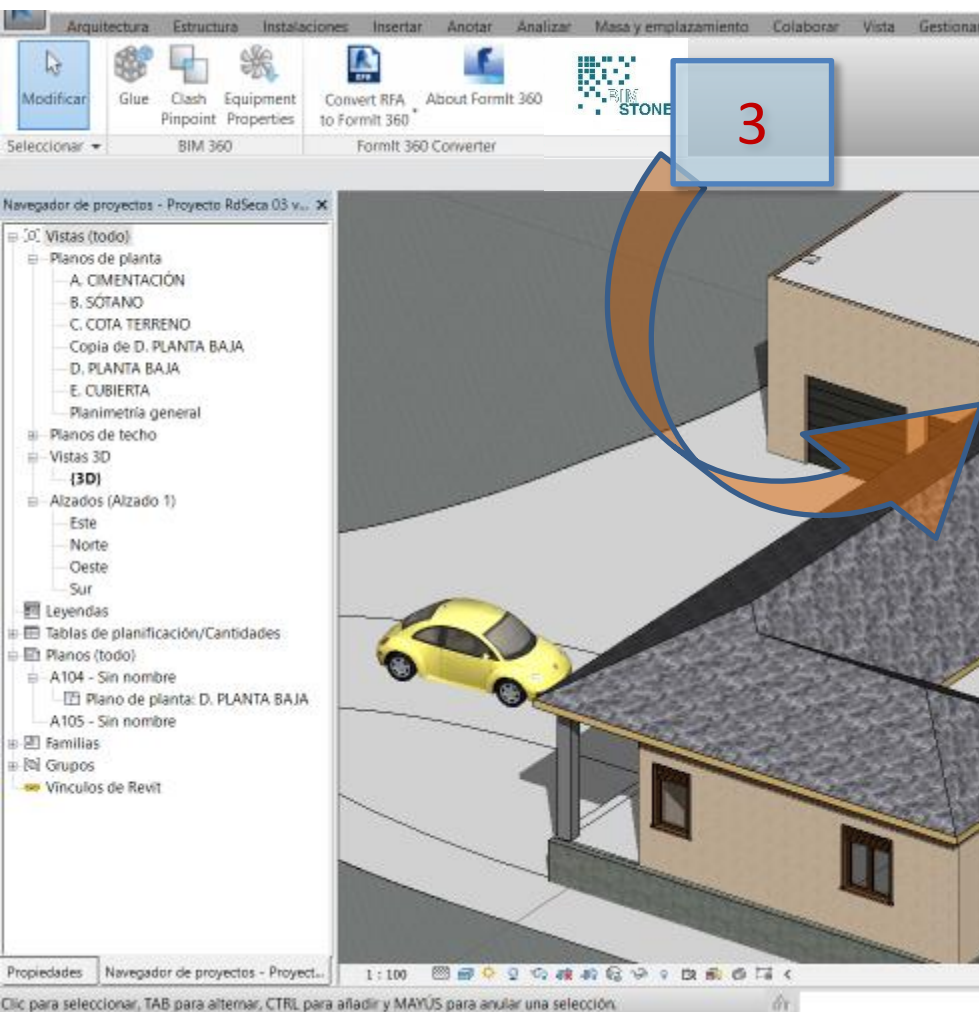 Arquitectura Estructura Instalaciones Insertar Anotar Analizar Masa y emplazamiento Colaborar Vista Gestionar
Modificar
Glue
Clash Pinpoint
Equipment Properties
Convert RFA to FormIt 360
About FormIt 360
BIM
STONE
Seleccionar
BIM 360
FormIt 360 Converter
3
Navegador de proyectos - Proyecto RdSeca 03 v...
Vistas (todo)
Planos de planta
A. CIMENTACIÓN
B. SÓTANO
C. COTA TERRENO
Copia de D. PLANTA BAJA
D. PLANTA BAJA
E. CUBIERTA
Planimetría general
Planos de techo
Vistas 3D
{3D}
Alzados (Alzado 1)
Este
Norte
Oeste
Sur
Leyendas
Tablas de planificación/Cantidades
Planos (todo)
A104 - Sin nombre
Plano de planta: D. PLANTA BAJA
A105 - Sin nombre
Familias
Grupos
Vínculos de Revit
Propiedades
Navegador de proyectos - Proyect...
1 : 100
Clic para seleccionar, TAB para alternar, CTRL para añadir y MAYÚS para anular una selección.